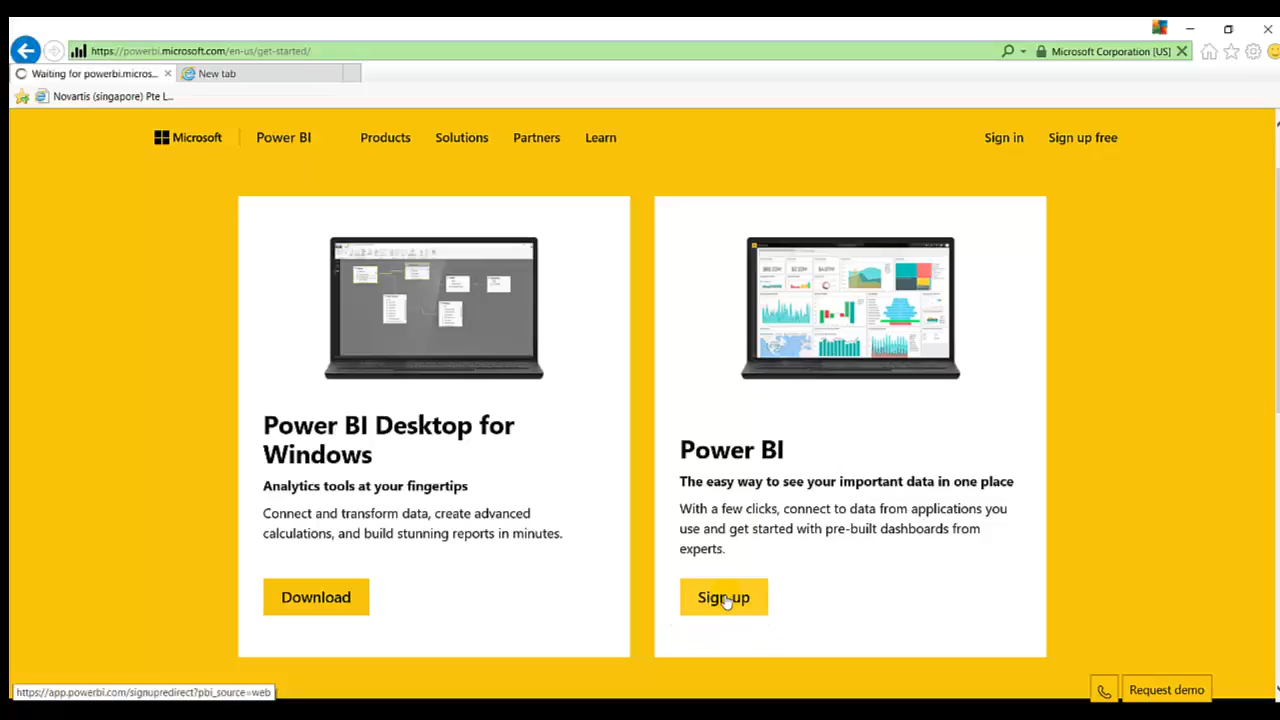 https://powerbi.microsoft.com/en-us/get-started/
Microsoft Corporation [US]
Waiting for powerbi.micros...
New tab
Novartis (singapore) Pte L...
Microsoft
Power BI
Products
Solutions
Partners
Learn
Sign in
Sign up free
Power BI Desktop for
Windows
Analytics tools at your fingertips
Connect and transform data, create advanced
calculations, and build stunning reports in minutes.
Download
Power BI
The easy way to see your important data in one place
With a few clicks, connect to data from applications you
use and get started with pre-built dashboards from
experts.
Sign up
https://app.powerbi.com/signupredirect?pbi_source=web
Request demo